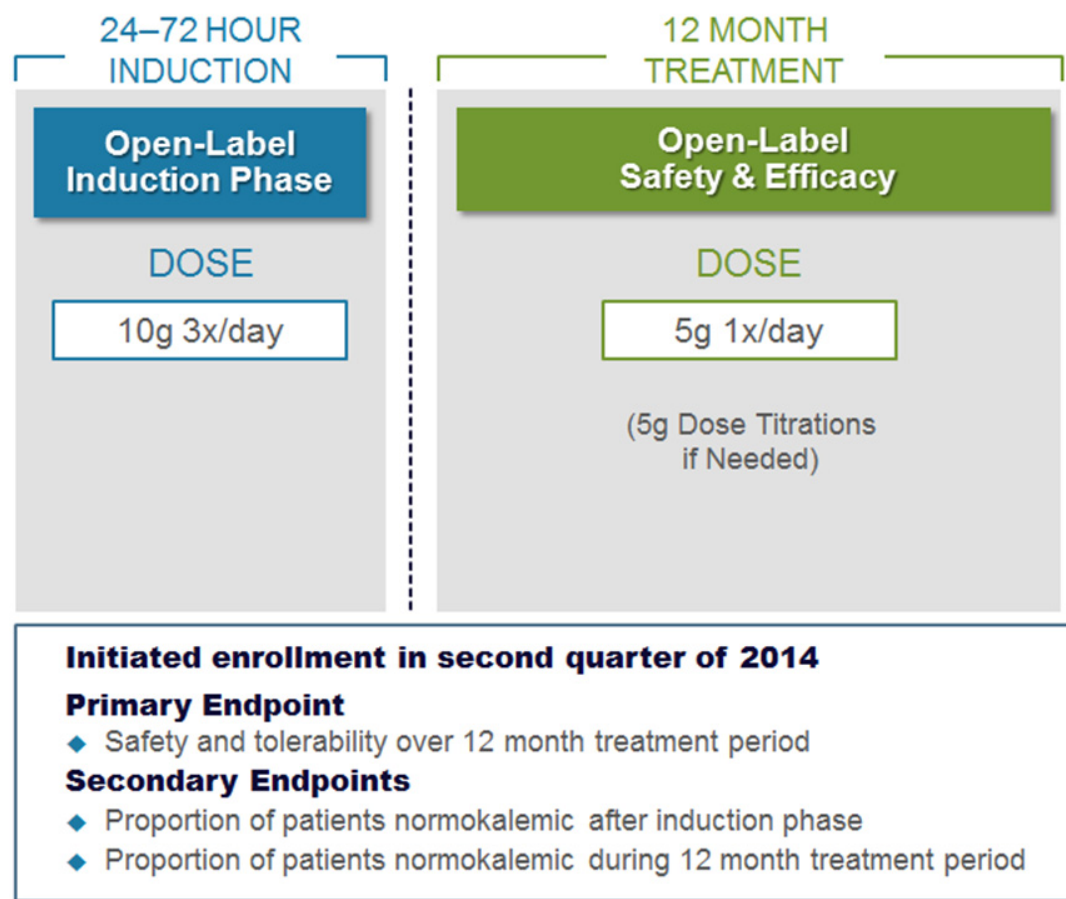 24–72 HOUR
INDUCTION
Open-Label
Induction Phase
DOSE
10g 3x/day
12 MONTH
TREATMENT
Open-Label
Safety & Efficacy
DOSE
5g 1x/day
(5g Dose Titrations
if Needed)
Initiated enrollment in second quarter of 2014
Primary Endpoint
◆ Safety and tolerability over 12 month treatment period
Secondary Endpoints
◆ Proportion of patients normokalemic after induction phase
◆ Proportion of patients normokalemic during 12 month treatment period